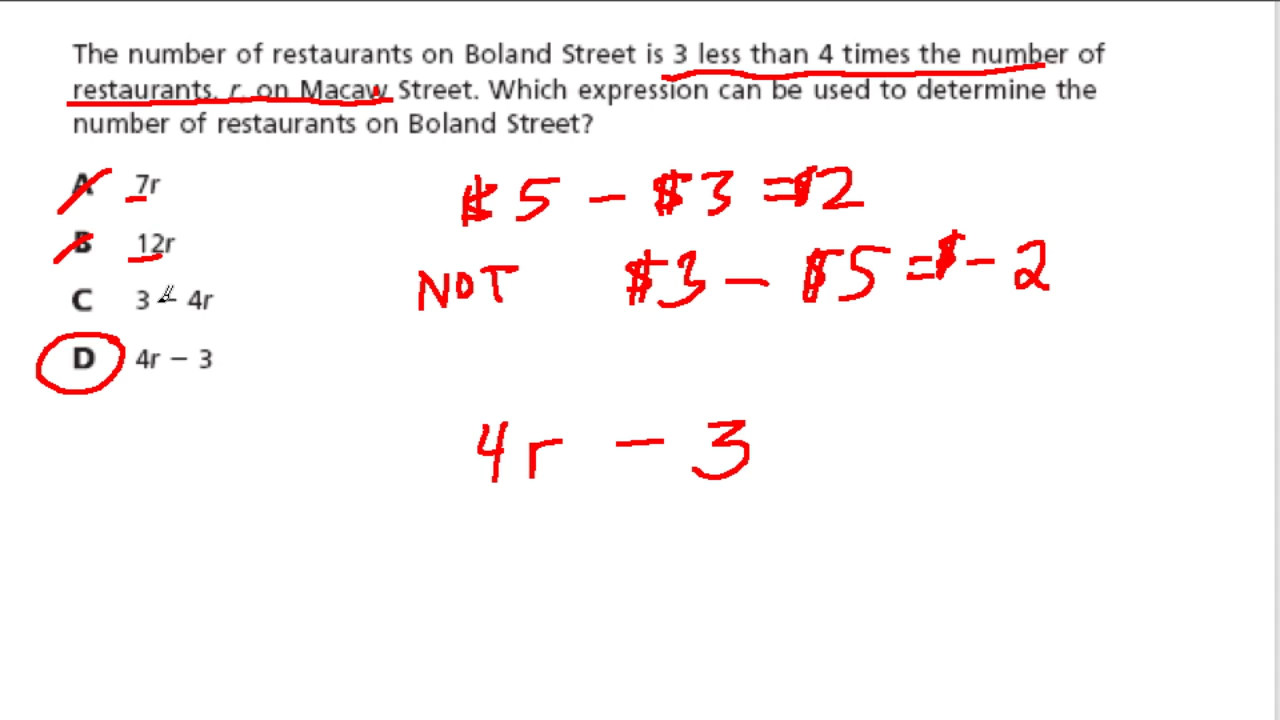 The number of restaurants on Boland Street is 3 less than 4 times the number of
restaurants, r, on Macaw Street. Which expression can be used to determine the
number of restaurants on Boland Street?
A 7r
B 12r
C 3 - 4r
D 4r − 3
$5 - $3 = $2
NOT $3 - $5 = $-2
4r - 3